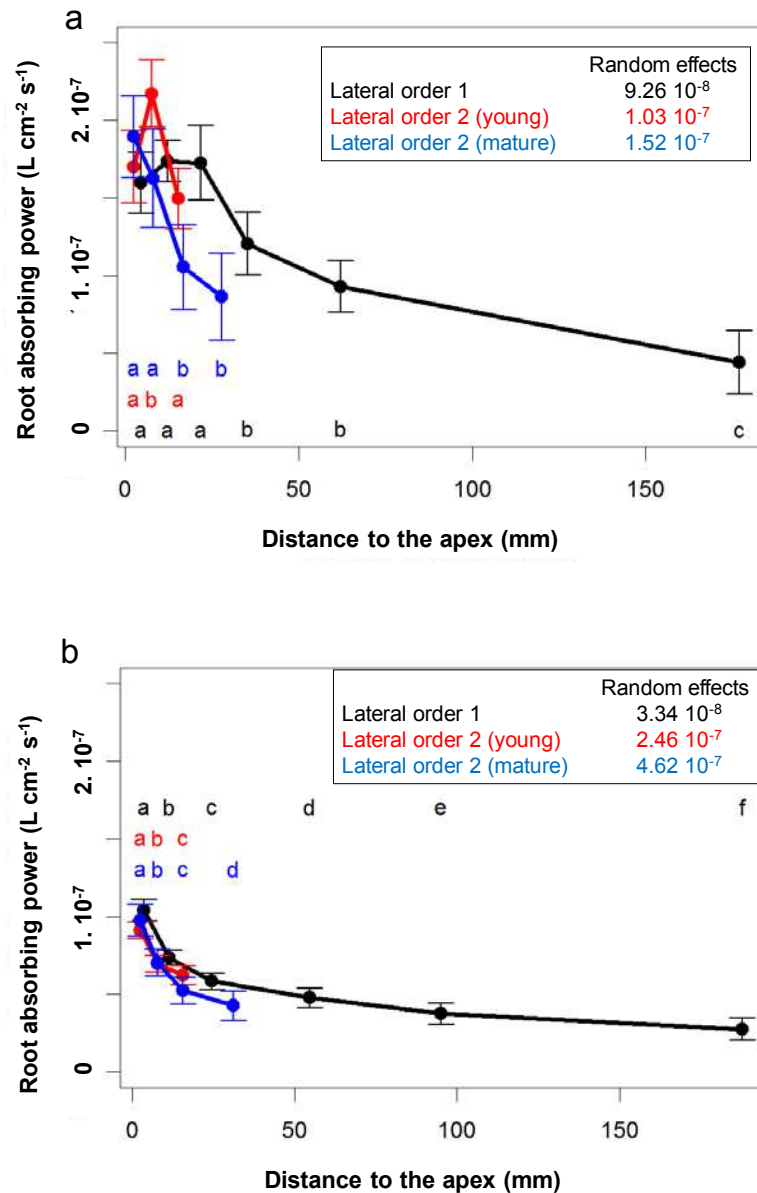 a
Random effects
Lateral order 1 9.26 10-8
Lateral order 2 (young) 1.03 10-7
Lateral order 2 (mature) 1.52 10-7
Root absorbing power (L cm-2 s-1)
2. 10-7
1. 10-7
0
a a b b
a b a
a a a b b c
0 50 100 150
Distance to the apex (mm)
b
Random effects
Lateral order 1 3.34 10-8
Lateral order 2 (young) 2.46 10-7
Lateral order 2 (mature) 4.62 10-7
Root absorbing power (L cm-2 s-1)
2. 10-7
1. 10-7
0
a b c d e f
a b c
a b c d
0 50 100 150
Distance to the apex (mm)